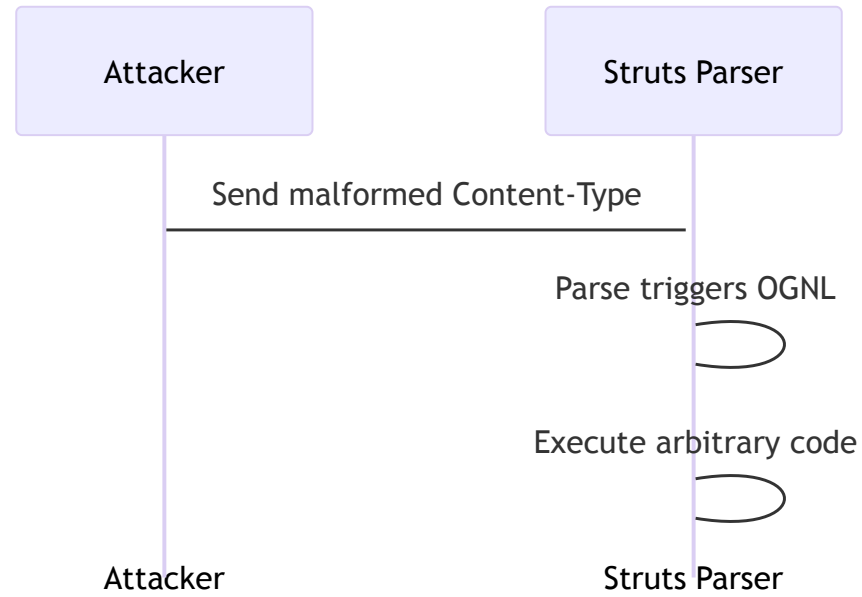 Attacker
Struts Parser
Send malformed Content-Type
Parse triggers OGNL
Execute arbitrary code
Attacker
Struts Parser